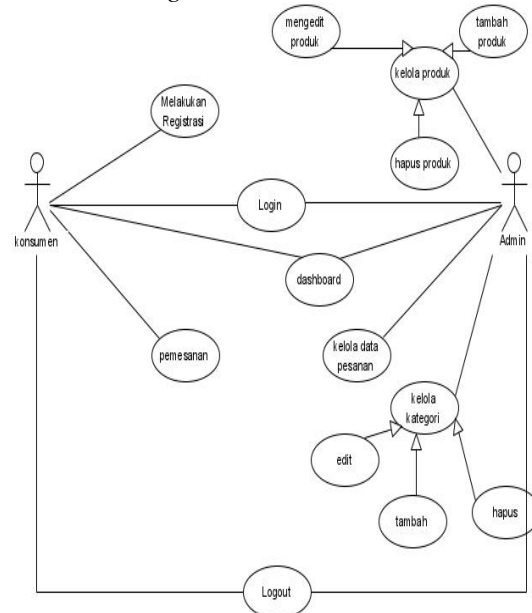 mengedit
produk
tambah
produk
kelola produk
Melakukan
Registrasi
hapus produk
Login
konsumen
Admin
dashboard
pemesanan
kelola data
pesanan
kelola
kategori
edit
tambah
hapus
Logout